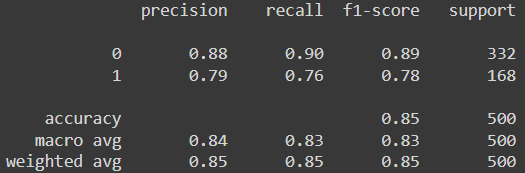 precision recall f1-score support
0 0.88 0.90 0.89 332
1 0.79 0.76 0.78 168
accuracy 0.85 500
macro avg 0.84 0.83 0.83 500
weighted avg 0.85 0.85 0.85 500